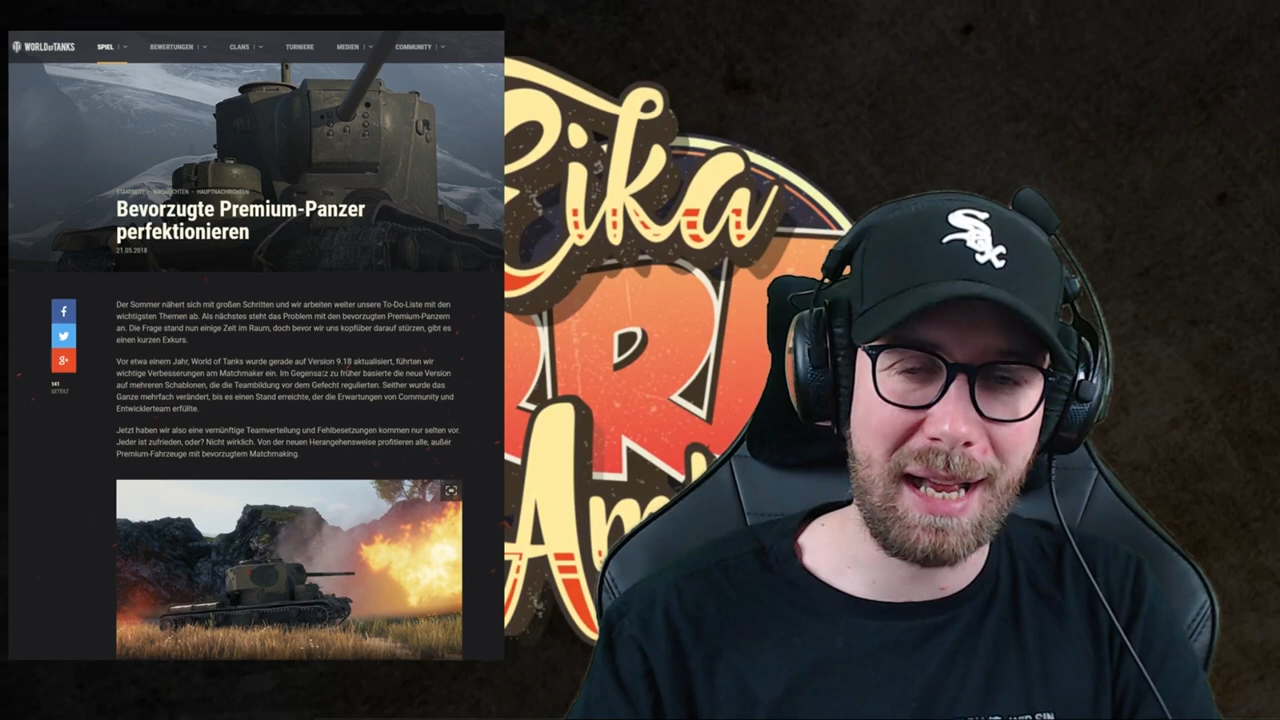 WORLD OF TANKS
SPIEL
BEWERTUNGEN
CLANS
TURNIERE
MEDIEN
COMMUNITY
STARTSEITE NACHRICHTEN HAUPTNACHRICHTEN
Bevorzugte Premium-Panzer
perfektionieren
21.05.2018
Der Sommer nähert sich mit großen Schritten und wir arbeiten weiter unsere To-Do-Liste mit den
wichtigsten Themen ab. Als nächstes steht das Problem mit den bevorzugten Premium-Panzern
an. Die Frage stand nun einige Zeit im Raum, doch bevor wir uns kopfüber darauf stürzen, gibt es
einen kurzen Exkurs.
f
g+
141
GETEILT
Vor etwa einem Jahr, World of Tanks wurde gerade auf Version 9.18 aktualisiert, führten wir
wichtige Verbesserungen am Matchmaker ein. Im Gegensatz zu früher basierte die neue Version
auf mehreren Schablonen, die die Teambildung vor dem Gefecht regulierten. Seither wurde das
Ganze mehrfach verändert, bis es einen Stand erreichte, der die Erwartungen von Community und
Entwicklerteam erfüllte.
Jetzt haben wir also eine vernünftige Teamverteilung und Fehlbesetzungen kommen nur selten vor.
Jeder ist zufrieden, oder? Nicht wirklich. Von der neuen Herangehensweise profitieren alle, außer
Premium-Fahrzeuge mit bevorzugtem Matchmaking.
Zika
Sox